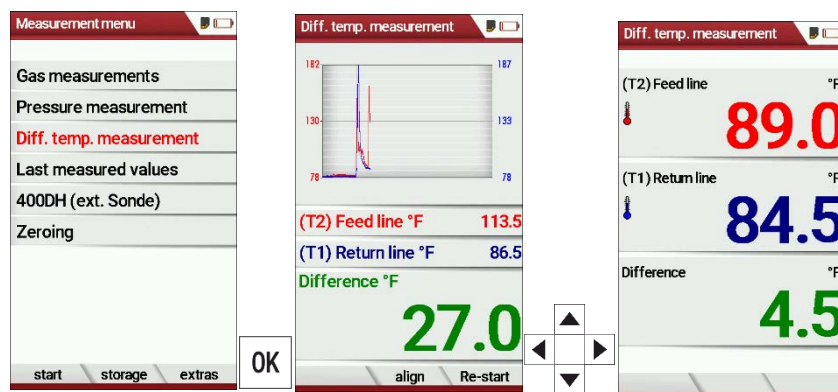 Measurement menu
Gas measurements
Pressure measurement
Diff. temp. measurement
Last measured values
400DH (ext. Sonde)
Zeroing
start storage extras
OK
Diff. temp. measurement
182 187
130 133
78 78
(T2) Feed line °F 113.5
(T1) Return line °F 86.5
Difference °F
27.0
align Re-start
Diff. temp. measurement
(T2) Feed line °F
89.0
(T1) Return line °F
84.5
Difference °F
4.5